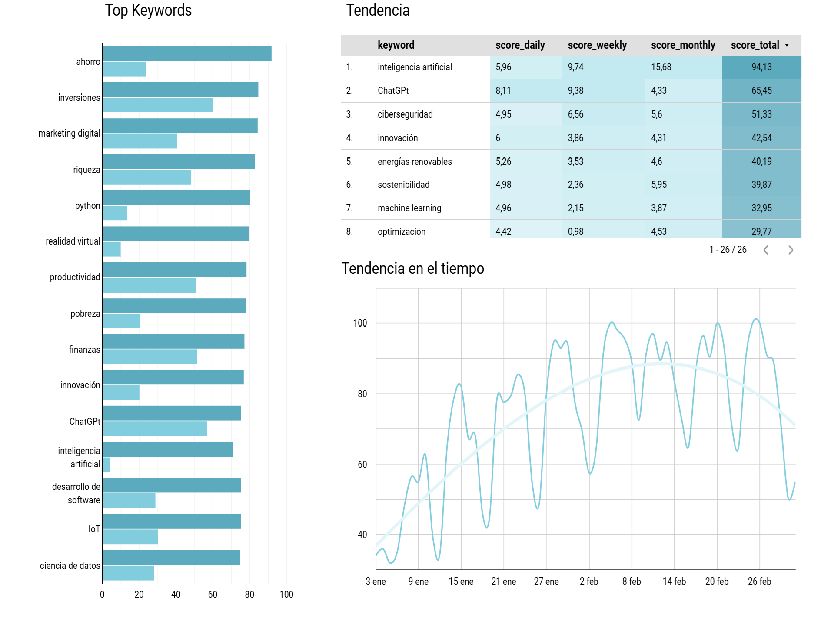 Top Keywords
ahorro
inversiones
marketing digital
riqueza
python
realidad virtual
productividad
pobreza
finanzas
innovación
ChatGPt
inteligencia
artificial
desarrollo de
software
IoT
ciencia de datos
0 20 40 60 80 100
Tendencia
keyword score_daily score_weekly score_monthly score_total
1. inteligencia artificial 5,96 9,74 15,68 94,13
2. ChatGPt 8,11 9,38 4,33 65,45
3. ciberseguridad 4,95 6,56 5,6 51,33
4. innovación 6 3,86 4,31 42,54
5. energías renovables 5,26 3,53 4,6 40,19
6. sostenibilidad 4,98 2,36 5,95 39,87
7. machine learning 4,96 2,15 3,87 32,95
8. optimización 4,42 0,98 4,53 29,77
1 - 26 / 26
Tendencia en el tiempo
100
80
60
40
3 ene 9 ene 15 ene 21 ene 27 ene 2 feb 8 feb 14 feb 20 feb 26 feb